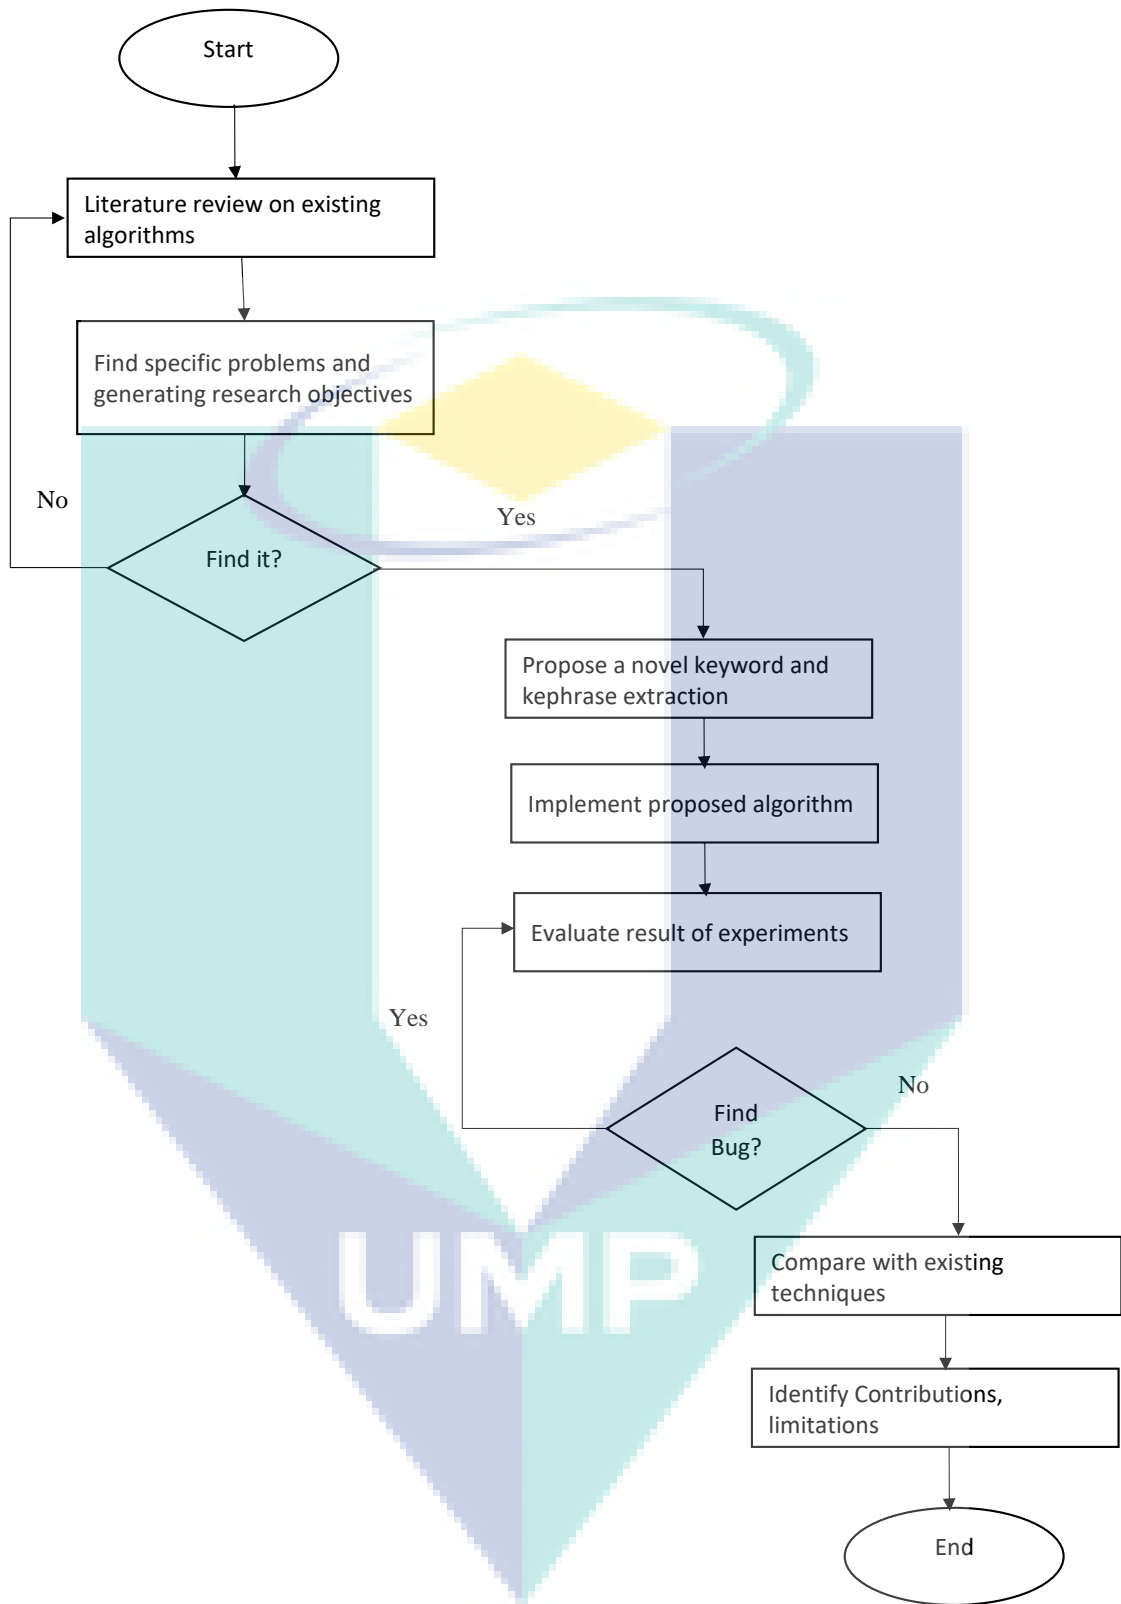 Start
Literature review on existing
algorithms
Find specific problems and
generating research objectives
No
Yes
Find it?
Propose a novel keyword and
kephrase extraction
Implement proposed algorithm
Evaluate result of experiments
Yes
No
Find
Bug?
UMP
Compare with existing
techniques
Identify Contributions,
limitations
End